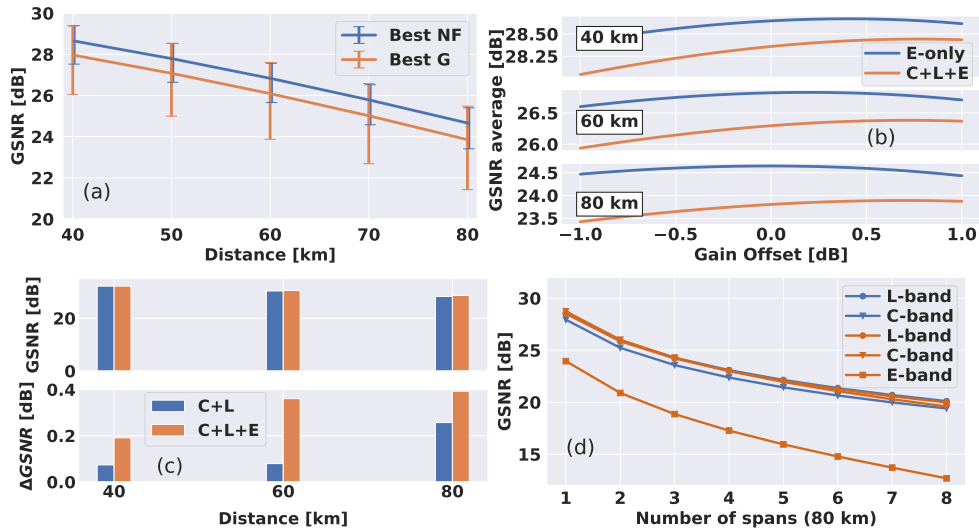 30
28
26
24
22
20
GSNR [dB]
Best NF
Best G
(a)
40 50 60 70 80
Distance [km]
28.50
28.25
40 km
E-only
C+L+E
26.5
26.0
60 km
(b)
24.5
24.0
23.5
80 km
GSNR average
−1.0 −0.5 0.0 0.5 1.0
Gain Offset [dB]
20
0
GSNR [dB]
0.4
0.2
0.0
ΔGSNR [dB]
C+L
C+L+E
(c)
40 60 80
Distance [km]
30
25
20
15
GSNR [dB]
L-band
C-band
L-band
C-band
E-band
(d)
1 2 3 4 5 6 7 8
Number of spans (80 km)